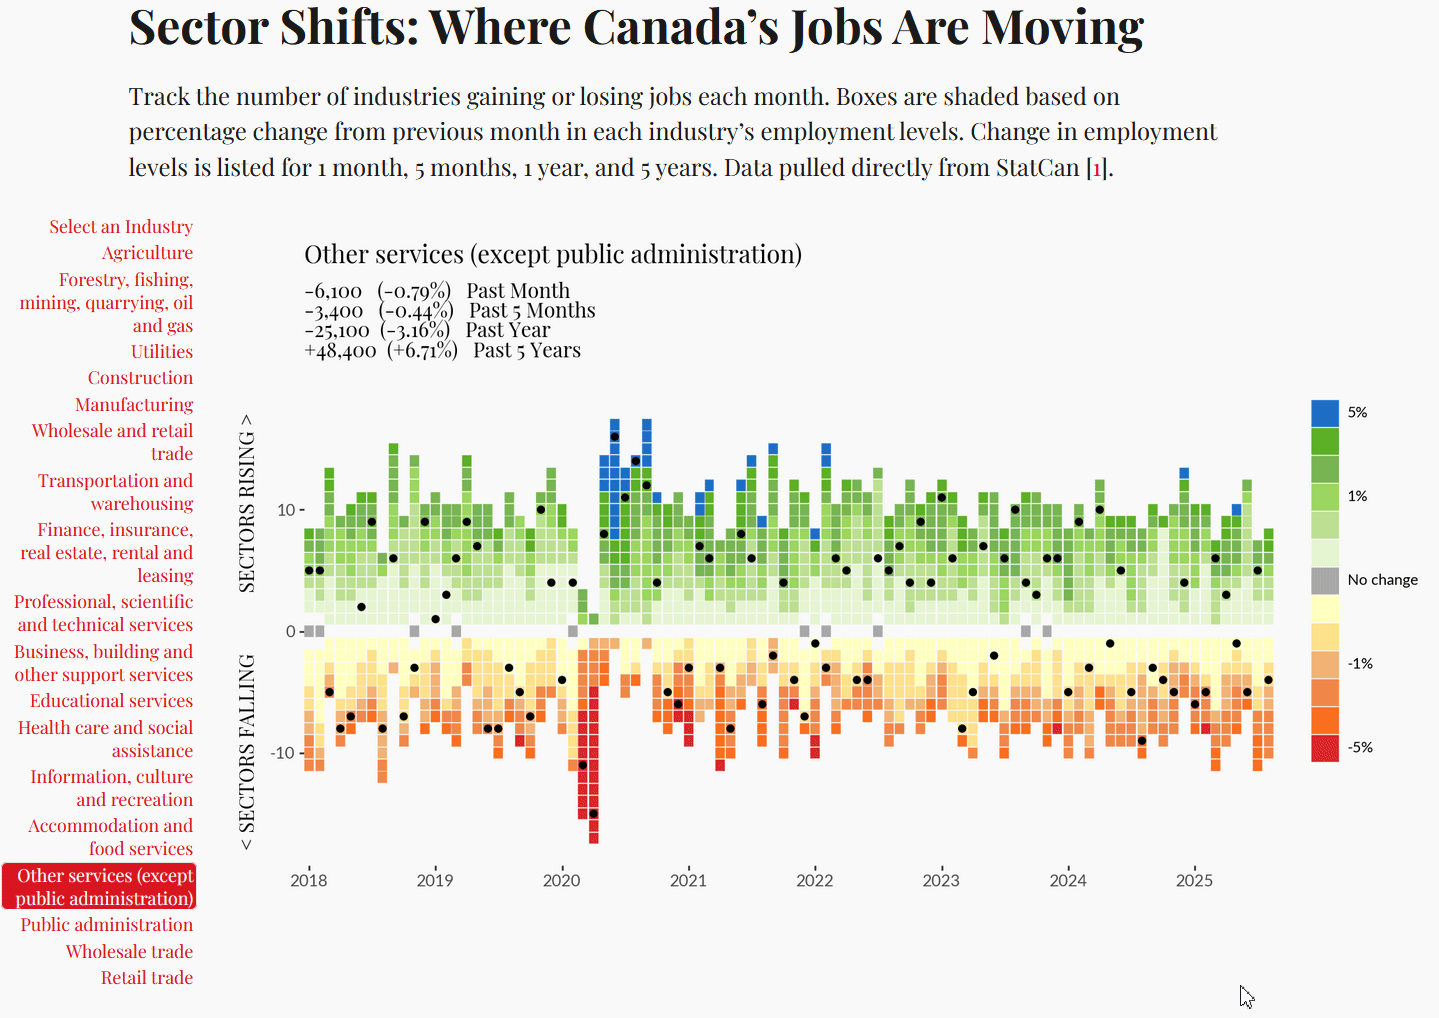 Sector Shifts: Where Canada's Jobs Are Moving
Track the number of industries gaining or losing jobs each month. Boxes are shaded based on
percentage change from previous month in each industry's employment levels. Change in employment
levels is listed for 1 month, 5 months, 1 year, and 5 years. Data pulled directly from StatCan [1].
Select an Industry
Agriculture
Forestry, fishing,
mining, quarrying, oil
and gas
Utilities
Construction
Manufacturing
Wholesale and retail
trade
Transportation and
warehousing
Finance, insurance,
real estate, rental and
leasing
Professional, scientific
and technical services
Business, building and
other support services
Educational services
Health care and social
assistance
Information, culture
and recreation
Accommodation and
food services
Other services (except
public administration)
Public administration
Wholesale trade
Retail trade
Other services (except public administration)
-6,100 (-0.79%) Past Month
-3,400 (-0.44%) Past 5 Months
-25,100 (-3.16%) Past Year
+48,400 (+6.71%) Past 5 Years
SECTORS RISING >
< SECTORS FALLING
10
0
-10
2018 2019 2020 2021 2022 2023 2024 2025
5%
1%
No change
-1%
-5%